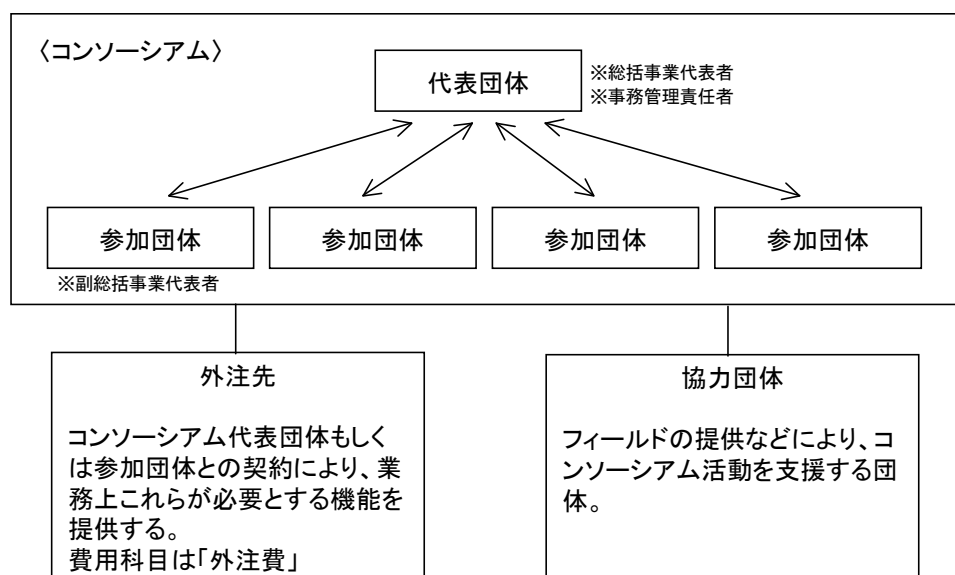 〈コンソーシアム〉
代表団体
※総括事業代表者
※事務管理責任者
参加団体
参加団体
参加団体
参加団体
※副総括事業代表者
外注先
コンソーシアム代表団体もしく
は参加団体との契約により、業
務上これらが必要とする機能を
提供する。
費用科目は「外注費」
協力団体
フィールドの提供などにより、コ
ンソーシアム活動を支援する団
体。